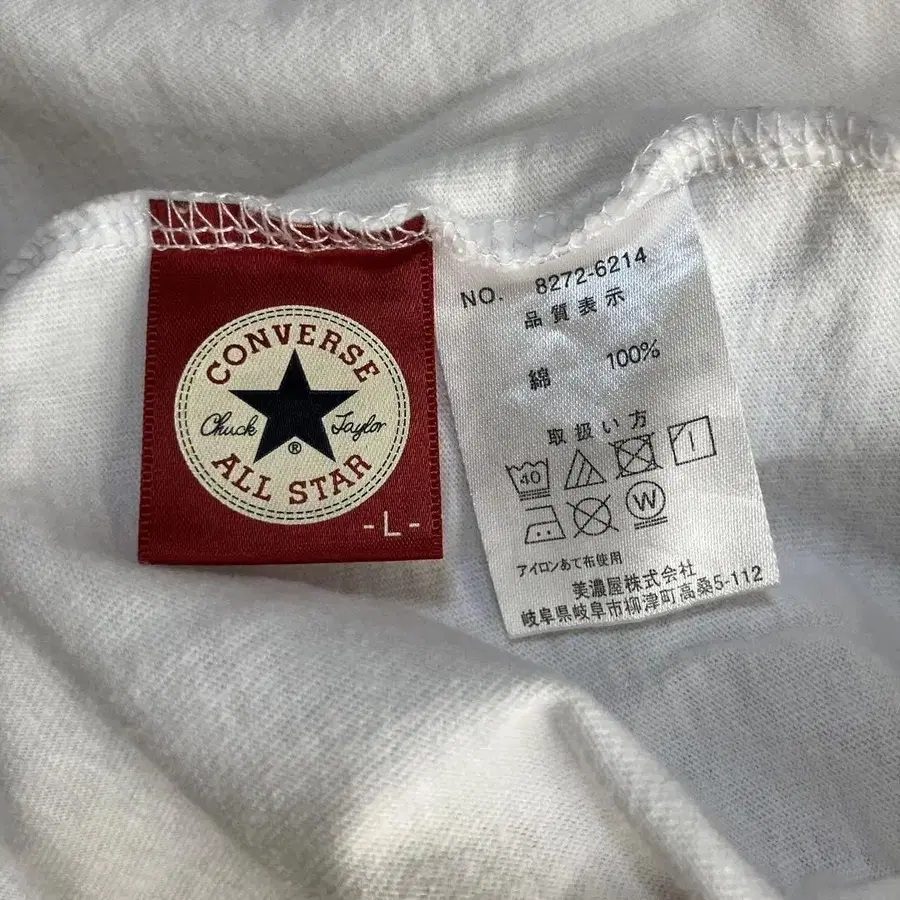 CONVERSE
Chuck Taylor
®
ALL STAR
-L-
NO. 8272-6214
品質表示
綿 100%
取扱い方
40
W
アイロンあて布使用
美濃屋株式会社
岐阜県岐阜市柳津町高桑5-112